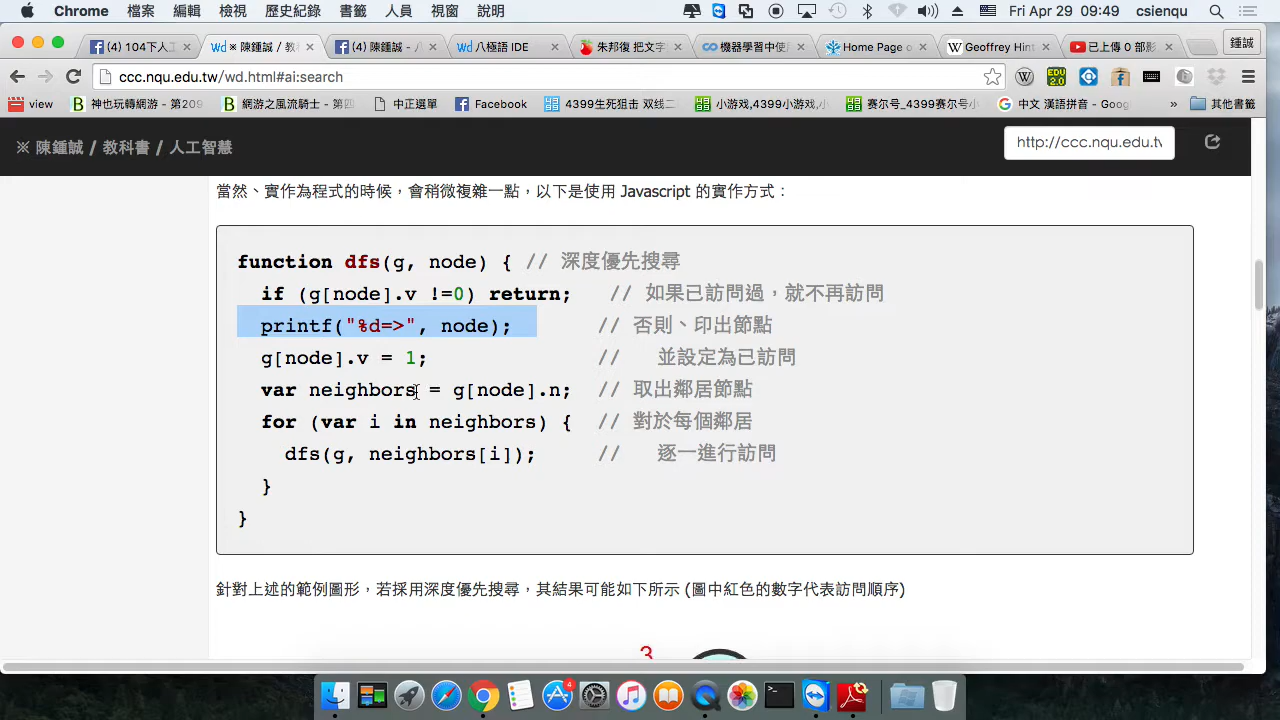 Chrome 檔案 編輯 檢視 歷史紀錄 書籤 人員 視窗 說明 Fri Apr 29 09:49 csienqu
(4) 104下人工 Wd ※ 陳鍾誠 / 教科 (4) 陳鍾誠 - 八 Wd 八極語 IDE 朱邦復 把文字 機器學習中使用 Home Page o W Geoffrey Hint 已上傳 0 部影 鍾誠
ccc.nqu.edu.tw/wd.html#ai:search
view 神也玩轉網游 - 第209 網游之風流騎士 - 第四 中正選單 Facebook 4399生死狙击 双线二 小游戏,4399小游戏,小 赛尔号_4399赛尔号小 中文 漢語拼音 - Goog » 其他書籤
※ 陳鍾誠 / 教科書 / 人工智慧 http://ccc.nqu.edu.tv
當然、實作為程式的時候，會稍微複雜一點，以下是使用 Javascript 的實作方式：
function dfs(g, node) { // 深度優先搜尋
if (g[node].v !=0) return; // 如果已訪問過，就不再訪問
printf("%d=>", node); // 否則、印出節點
g[node].v = 1; // 並設定為已訪問
var neighbors = g[node].n; // 取出鄰居節點
for (var i in neighbors) { // 對於每個鄰居
dfs(g, neighbors[i]); // 逐一進行訪問
}
}
針對上述的範例圖形，若採用深度優先搜尋，其結果可能如下所示 (圖中紅色的數字代表訪問順序)
3
4